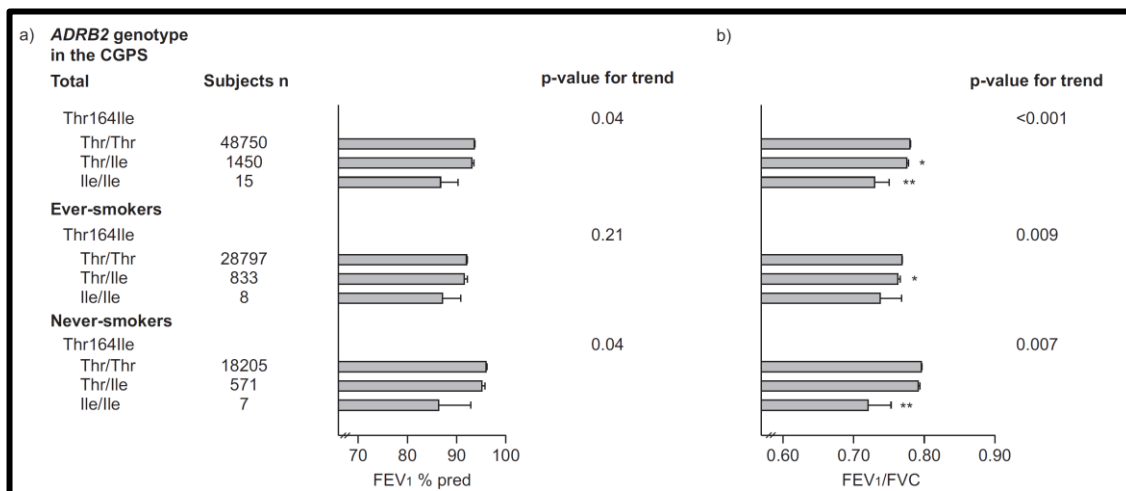 a) ADRB2 genotype b)
in the CGPS
Total Subjects n p-value for trend p-value for trend
Thr164Ile 0.04 <0.001
Thr/Thr 48750
Thr/Ile 1450 *
Ile/Ile 15 **
Ever-smokers
Thr164Ile 0.21 0.009
Thr/Thr 28797
Thr/Ile 833 *
Ile/Ile 8
Never-smokers
Thr164Ile 0.04 0.007
Thr/Thr 18205
Thr/Ile 571
Ile/Ile 7 **
70 80 90 100 0.60 0.70 0.80 0.90
FEV1 % pred FEV1/FVC